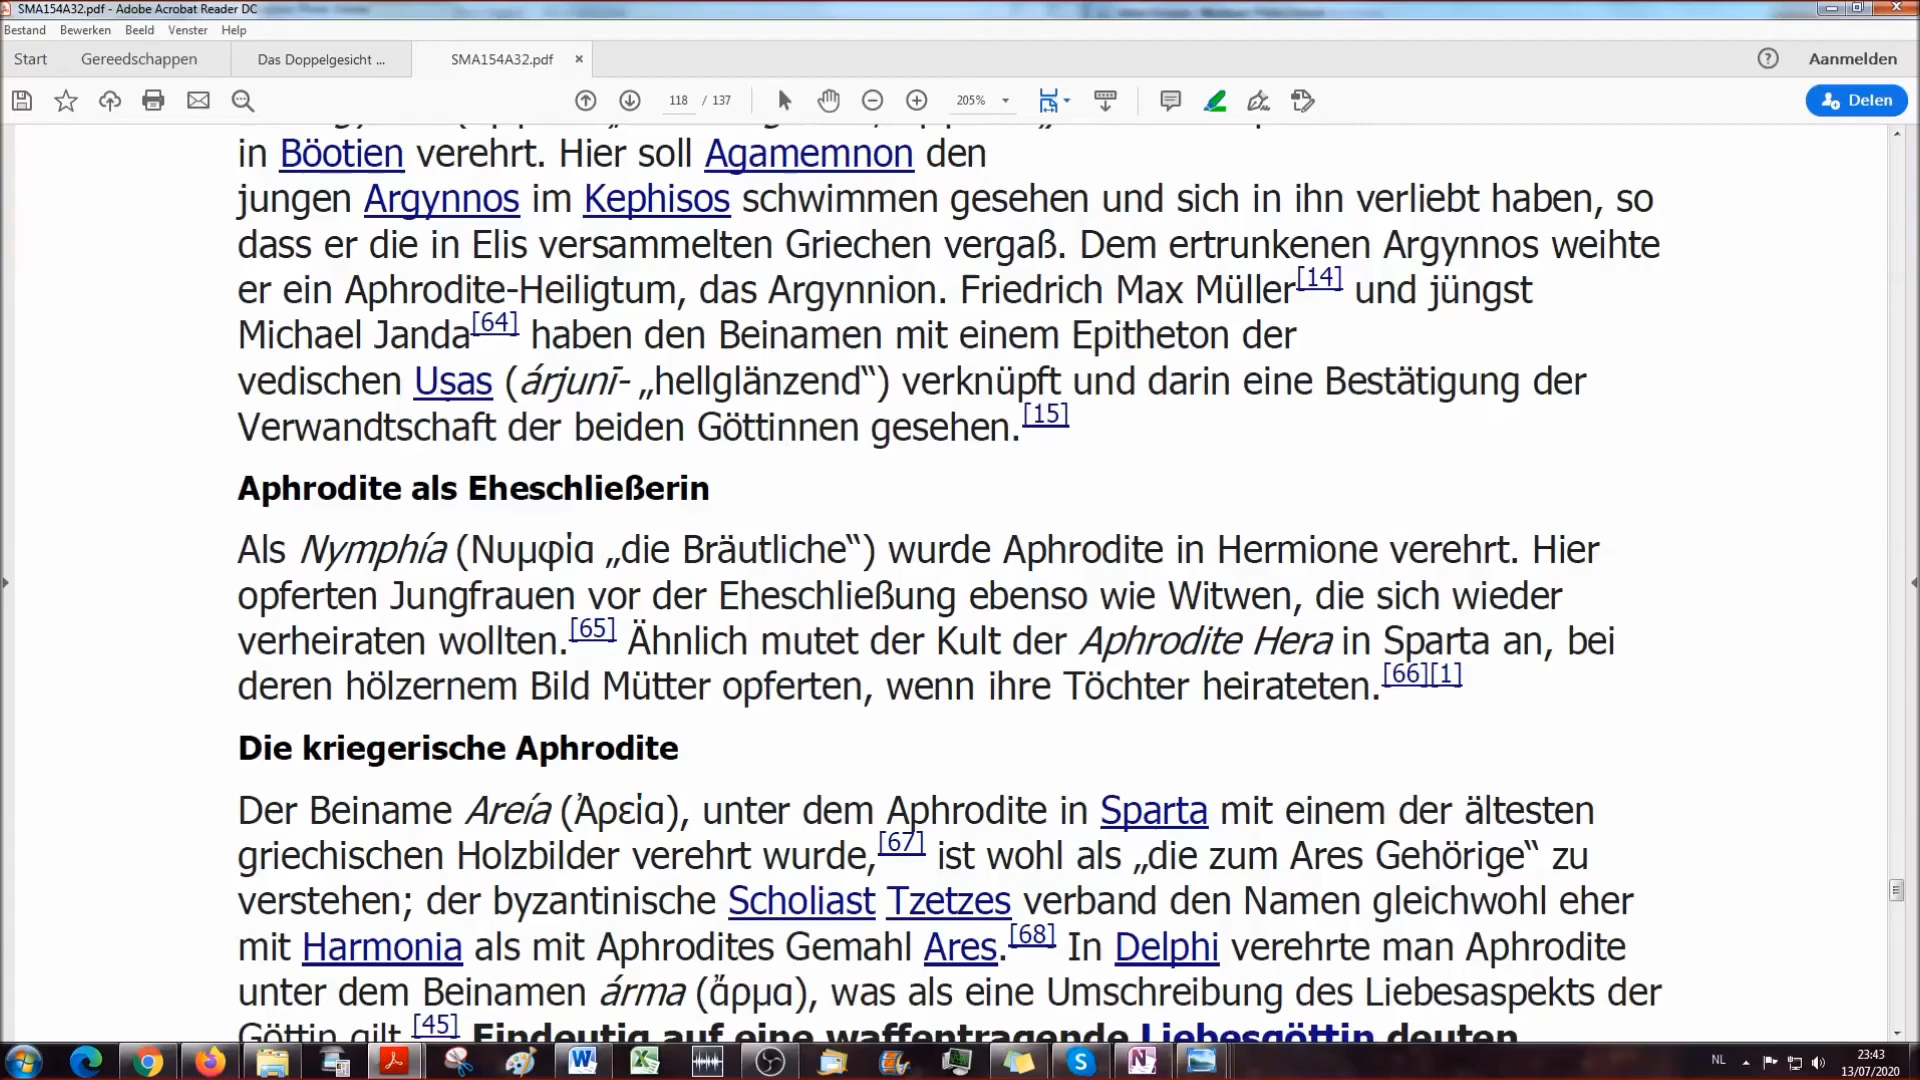 SMA154A32.pdf - Adobe Acrobat Reader DC
Bestand Bewerken Beeld Venster Help
Start Gereedschappen Das Doppelgesicht ... SMA154A32.pdf × Aanmelden
118 / 137 205% Delen
in Böotien verehrt. Hier soll Agamemnon den
jungen Argynnos im Kephisos schwimmen gesehen und sich in ihn verliebt haben, so
dass er die in Elis versammelten Griechen vergaß. Dem ertrunkenen Argynnos weihte
er ein Aphrodite-Heiligtum, das Argynnion. Friedrich Max Müller[14] und jüngst
Michael Janda[64] haben den Beinamen mit einem Epitheton der
vedischen Uṣas (árjunī- „hellglänzend“) verknüpft und darin eine Bestätigung der
Verwandtschaft der beiden Göttinnen gesehen.[15]
Aphrodite als Eheschließerin
Als Nymphía (Νυμφία „die Bräutliche“) wurde Aphrodite in Hermione verehrt. Hier
opferten Jungfrauen vor der Eheschließung ebenso wie Witwen, die sich wieder
verheiraten wollten.[65] Ähnlich mutet der Kult der Aphrodite Hera in Sparta an, bei
deren hölzernem Bild Mütter opferten, wenn ihre Töchter heirateten.[66][1]
Die kriegerische Aphrodite
Der Beiname Areía (Ἀρεία), unter dem Aphrodite in Sparta mit einem der ältesten
griechischen Holzbilder verehrt wurde,[67] ist wohl als „die zum Ares Gehörige“ zu
verstehen; der byzantinische Scholiast Tzetzes verband den Namen gleichwohl eher
mit Harmonia als mit Aphrodites Gemahl Ares.[68] In Delphi verehrte man Aphrodite
unter dem Beinamen árma (ἅρμα), was als eine Umschreibung des Liebesaspekts der
Göttin gilt.[45] Eindeutig auf eine waffentragende Liebesgöttin deuten
NL 23:43
13/07/2020